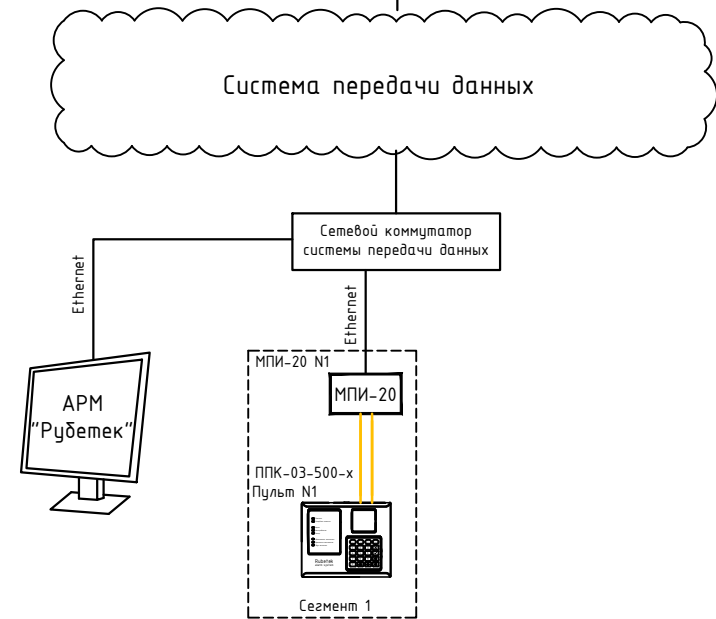 Система передачи данных
Сетевой коммутатор
системы передачи данных
Ethernet
Ethernet
МПИ-20 N1
МПИ-20
АРМ
"Рубетек"
ППК-03-500-х
Пульт N1
Rubetek
Сегмент 1